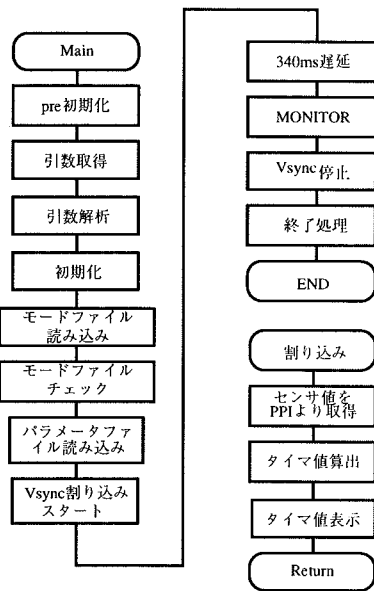 Main
pre初期化
引数取得
引数解析
初期化
モードファイル
読み込み
モードファイル
チェック
パラメータファ
イル読み込み
Vsync割り込み
スタート
340ms遅延
MONITOR
Vsync停止
終了処理
END
割り込み
センサ値を
PPIより取得
タイマ値算出
タイマ値表示
Return